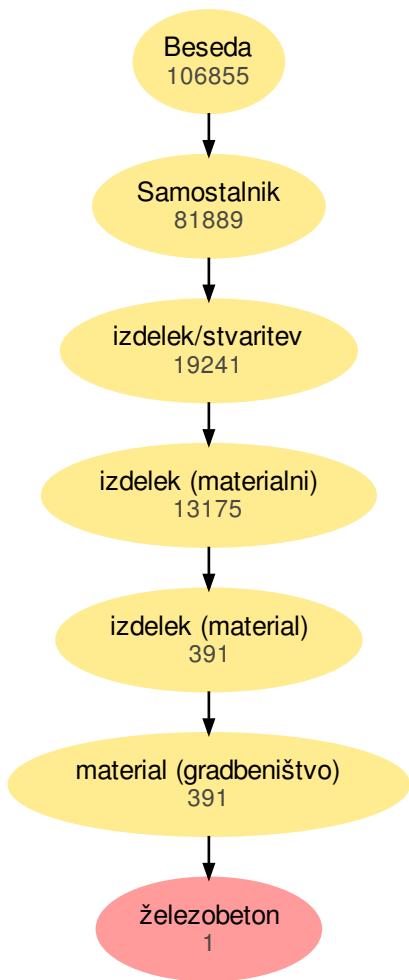 Beseda
106855
Samostalnik
81889
izdelek/stvaritev
19241
izdelek (materialni)
13175
izdelek (material)
391
material (gradbeništvo)
391
železobeton
1